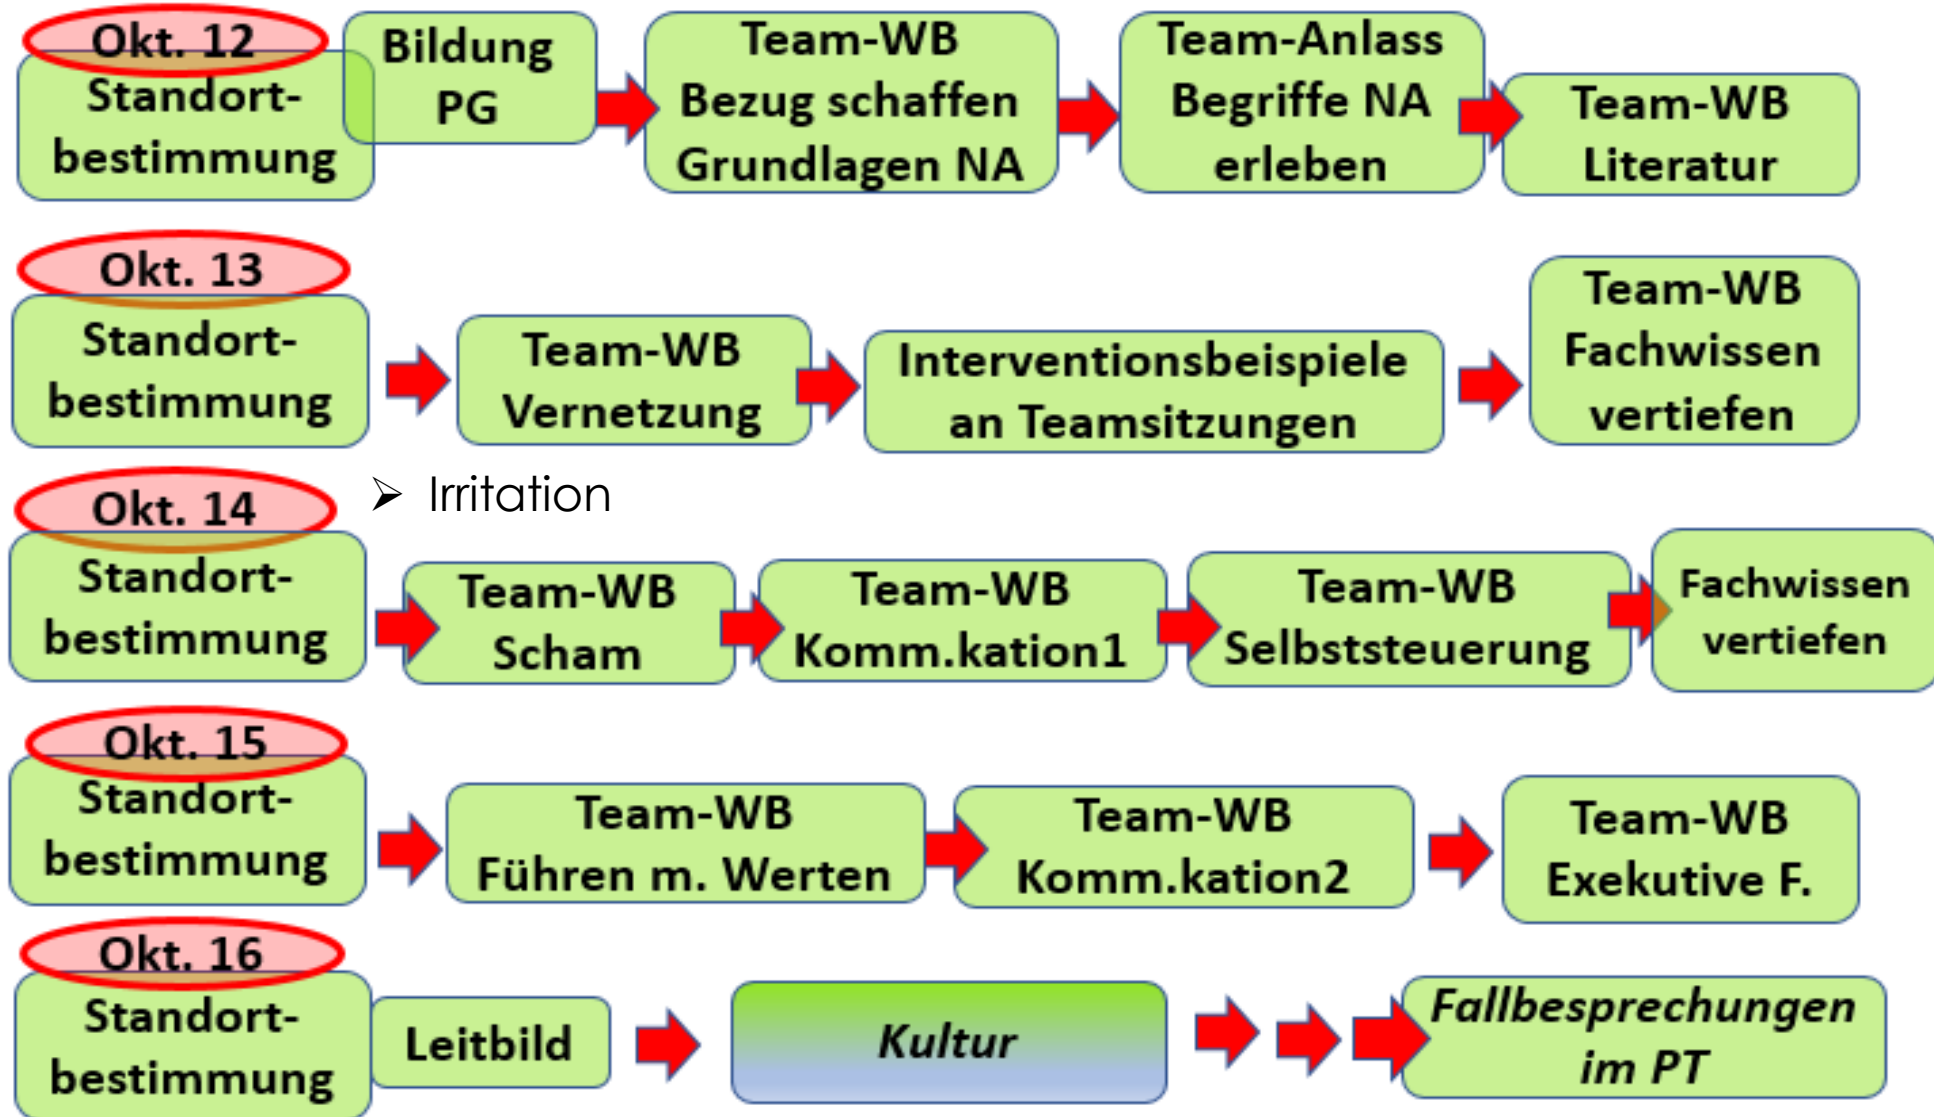 Okt. 12
Standort-
bestimmung
Bildung
PG
Team-WB
Bezug schaffen
Grundlagen NA
Team-Anlass
Begriffe NA
erleben
Team-WB
Literatur
Okt. 13
Standort-
bestimmung
Team-WB
Vernetzung
Interventionsbeispiele
an Teamsitzungen
Team-WB
Fachwissen
vertiefen
➢ Irritation
Okt. 14
Standort-
bestimmung
Team-WB
Scham
Team-WB
Komm.kation1
Team-WB
Selbststeuerung
Fachwissen
vertiefen
Okt. 15
Standort-
bestimmung
Team-WB
Führen m. Werten
Team-WB
Komm.kation2
Team-WB
Exekutive F.
Okt. 16
Standort-
bestimmung
Leitbild
Kultur
Fallbesprechungen
im PT